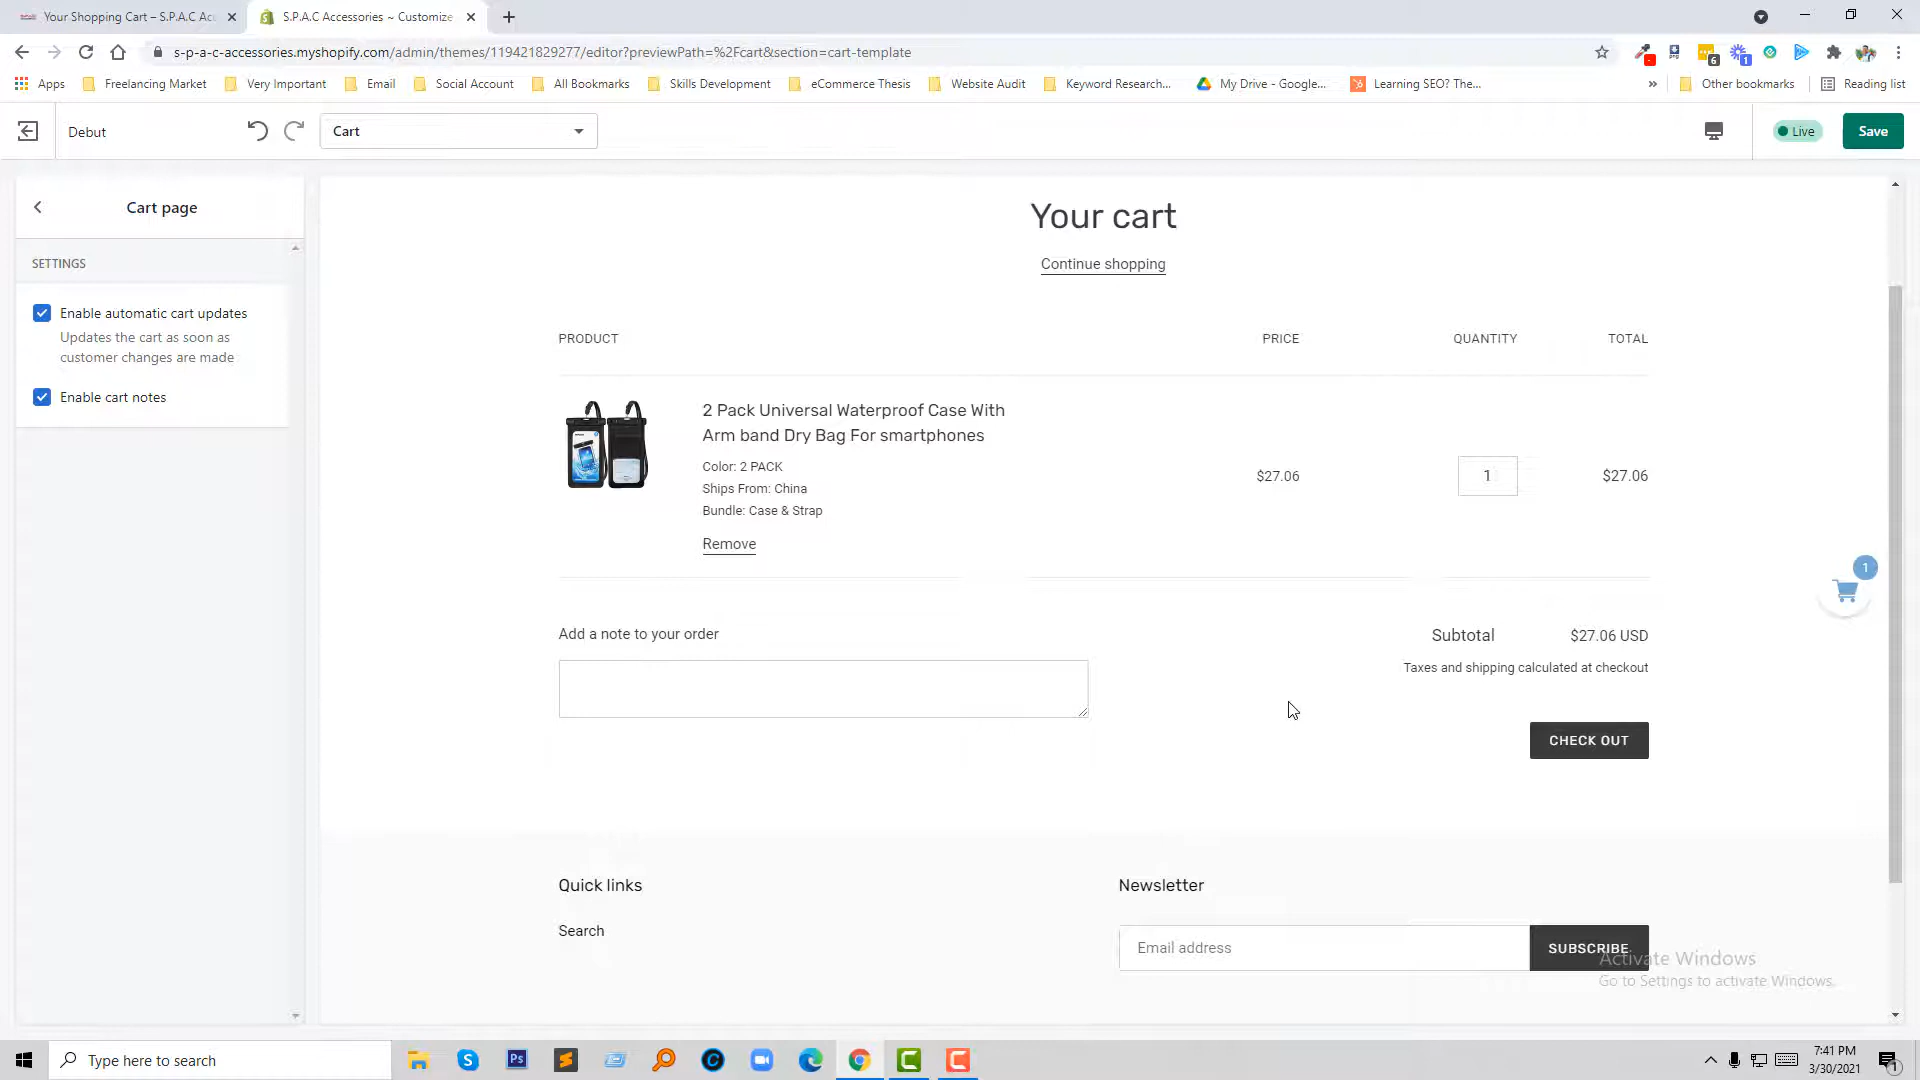 Your Shopping Cart – S.P.A.C Acc
S.P.A.C Accessories ~ Customize
s-p-a-c-accessories.myshopify.com/admin/themes/119421829277/editor?previewPath=%2Fcart&section=cart-template
6
1
Apps
Freelancing Market
Very Important
Email
Social Account
All Bookmarks
Skills Development
eCommerce Thesis
Website Audit
Keyword Research...
My Drive - Google...
Learning SEO? The...
»
Other bookmarks
Reading list
Debut
Cart
Live
Save
Cart page
SETTINGS
Enable automatic cart updates
Updates the cart as soon as
customer changes are made
Enable cart notes
Your cart
Continue shopping
PRODUCT
PRICE
QUANTITY
TOTAL
2 Pack Universal Waterproof Case With
Arm band Dry Bag For smartphones
Color: 2 PACK
Ships From: China
Bundle: Case & Strap
Remove
$27.06
1
$27.06
1
Add a note to your order
Subtotal
$27.06 USD
Taxes and shipping calculated at checkout
CHECK OUT
Quick links
Search
Newsletter
Email address
SUBSCRIBE
Activate Windows
Go to Settings to activate Windows.
Type here to search
Ps
7:41 PM
3/30/2021
1